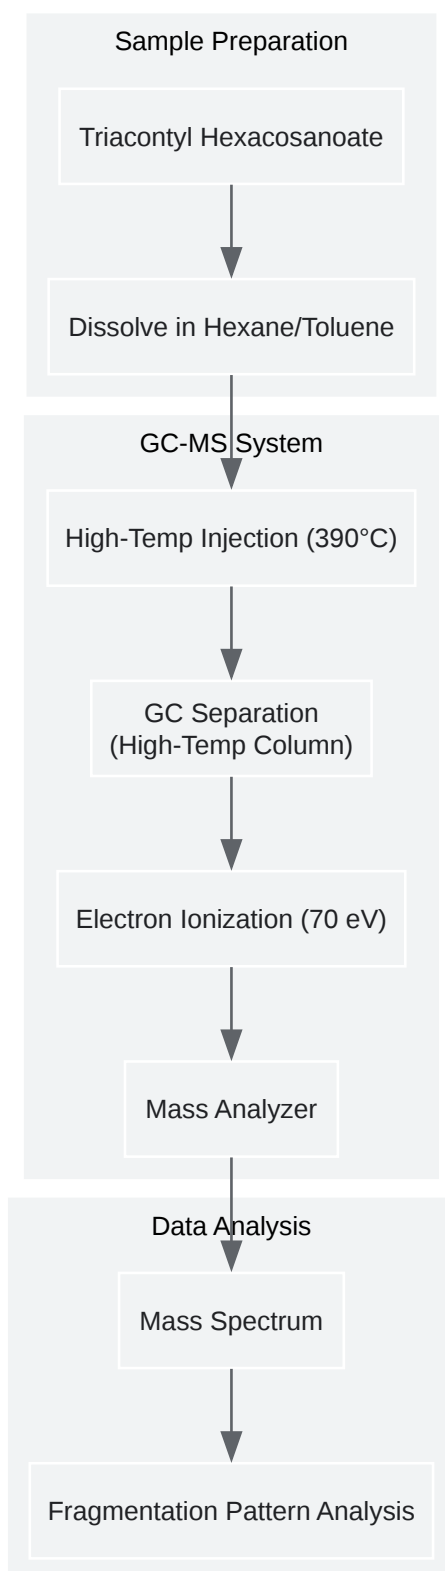 Sample Preparation
Triacontyl Hexacosanoate
Dissolve in Hexane/Toluene
GC-MS System
High-Temp Injection (390°C)
GC Separation
(High-Temp Column)
Electron Ionization (70 eV)
Mass Analyzer
Data Analysis
Mass Spectrum
Fragmentation Pattern Analysis